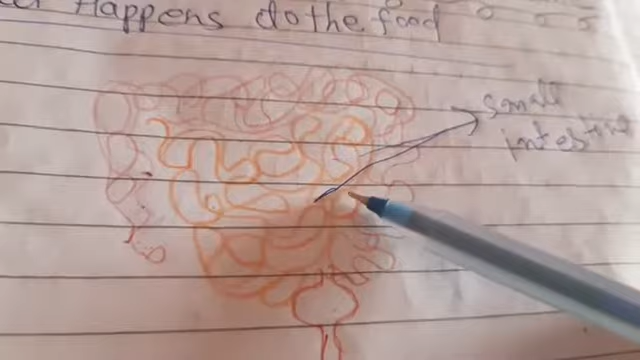 Happens do the food
small
intestine